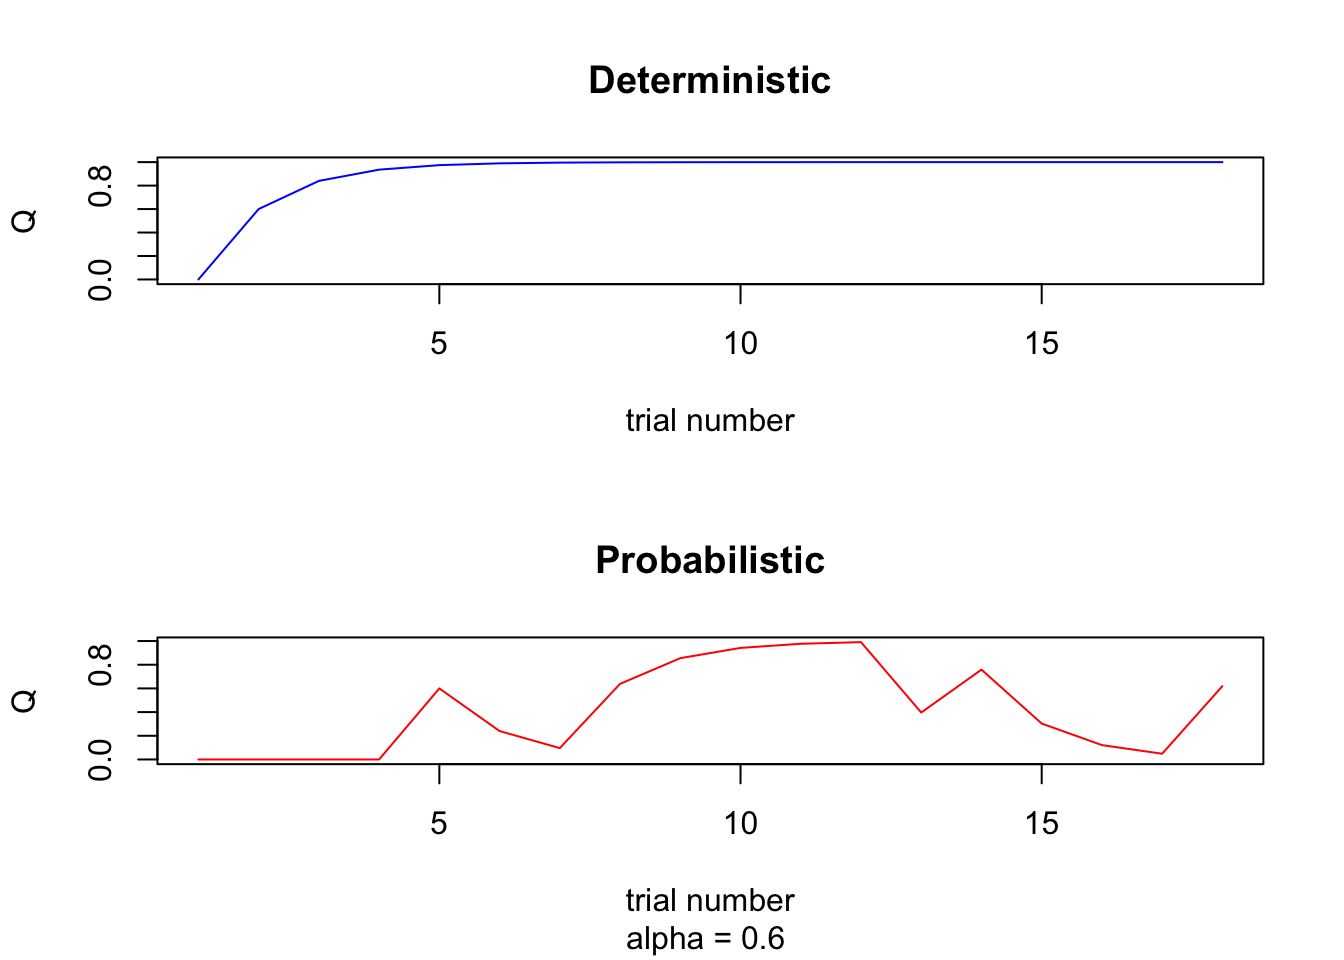 Deterministic
Q
0.8
0.0
5 10 15
trial number
Probabilistic
Q
0.8
0.0
5 10 15
trial number
alpha = 0.6